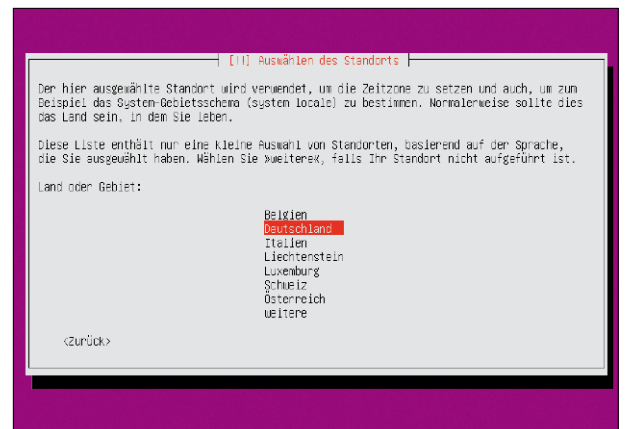 [!!] Auswählen des Standorts
Der hier ausgewählte Standort wird verwendet, um die Zeitzone zu setzen und auch, um zum
Beispiel das System-Gebietsschema (system locale) zu bestimmen. Normalerweise sollte dies
das Land sein, in dem Sie leben.
Diese Liste enthält nur eine kleine Auswahl von Standorten, basierend auf der Sprache,
die Sie ausgewählt haben. Wählen Sie »weitere«, falls Ihr Standort nicht aufgeführt ist.
Land oder Gebiet:
Belgien
Deutschland
Italien
Liechtenstein
Luxemburg
Schweiz
Österreich
weitere
<Zurück>